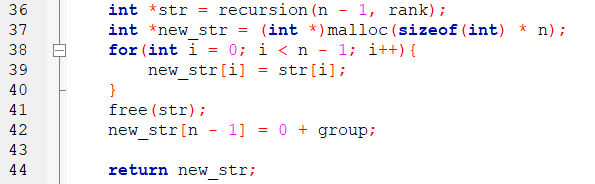 36 int *str = recursion(n - 1, rank);
37 int *new_str = (int *)malloc(sizeof(int) * n);
38 for(int i = 0; i < n - 1; i++){
39 new_str[i] = str[i];
40 }
41 free(str);
42 new_str[n - 1] = 0 + group;
43
44 return new_str;